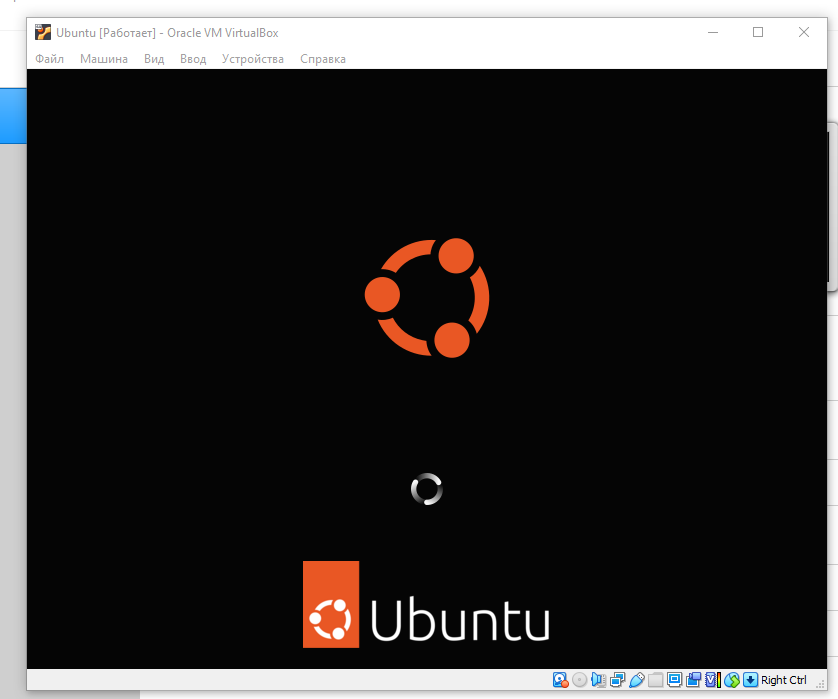 Ubuntu [Работает] - Oracle VM VirtualBox
Файл Машина Вид Ввод Устройства Справка
Ubuntu
Right Ctrl